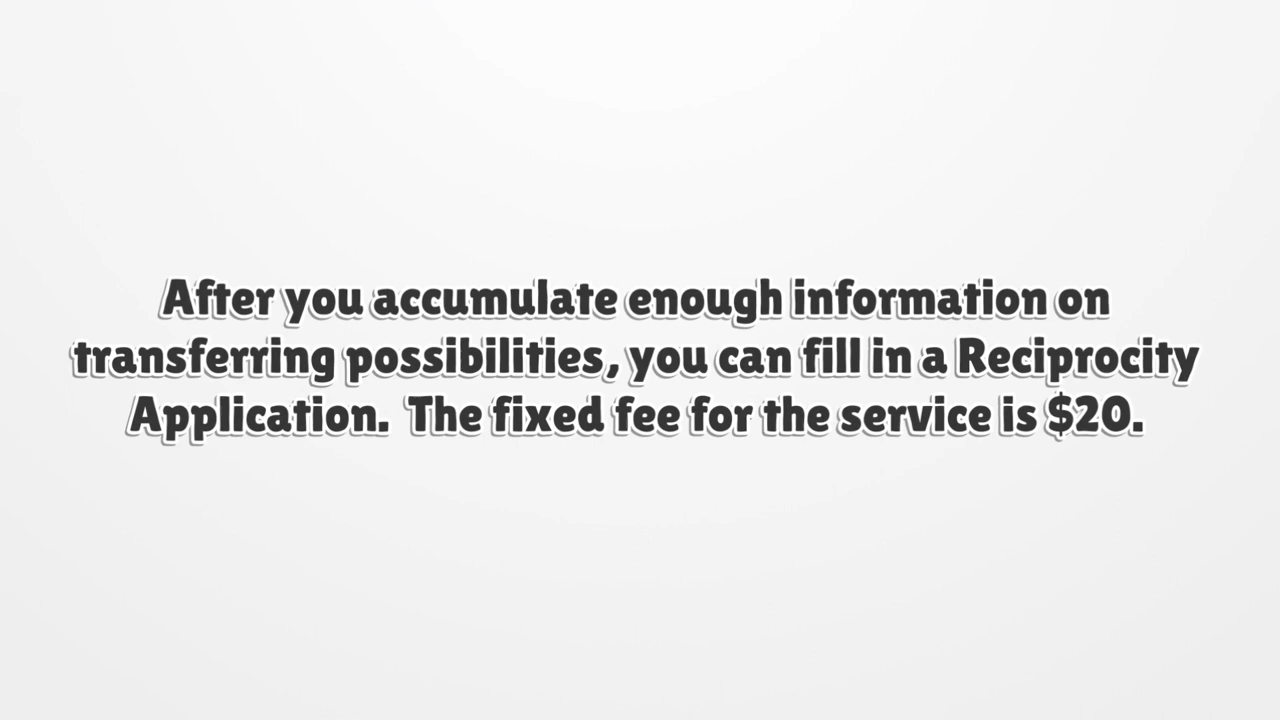 After you accumulate enough information on
transferring possibilities, you can fill in a Reciprocity
Application.  The fixed fee for the service is $20.